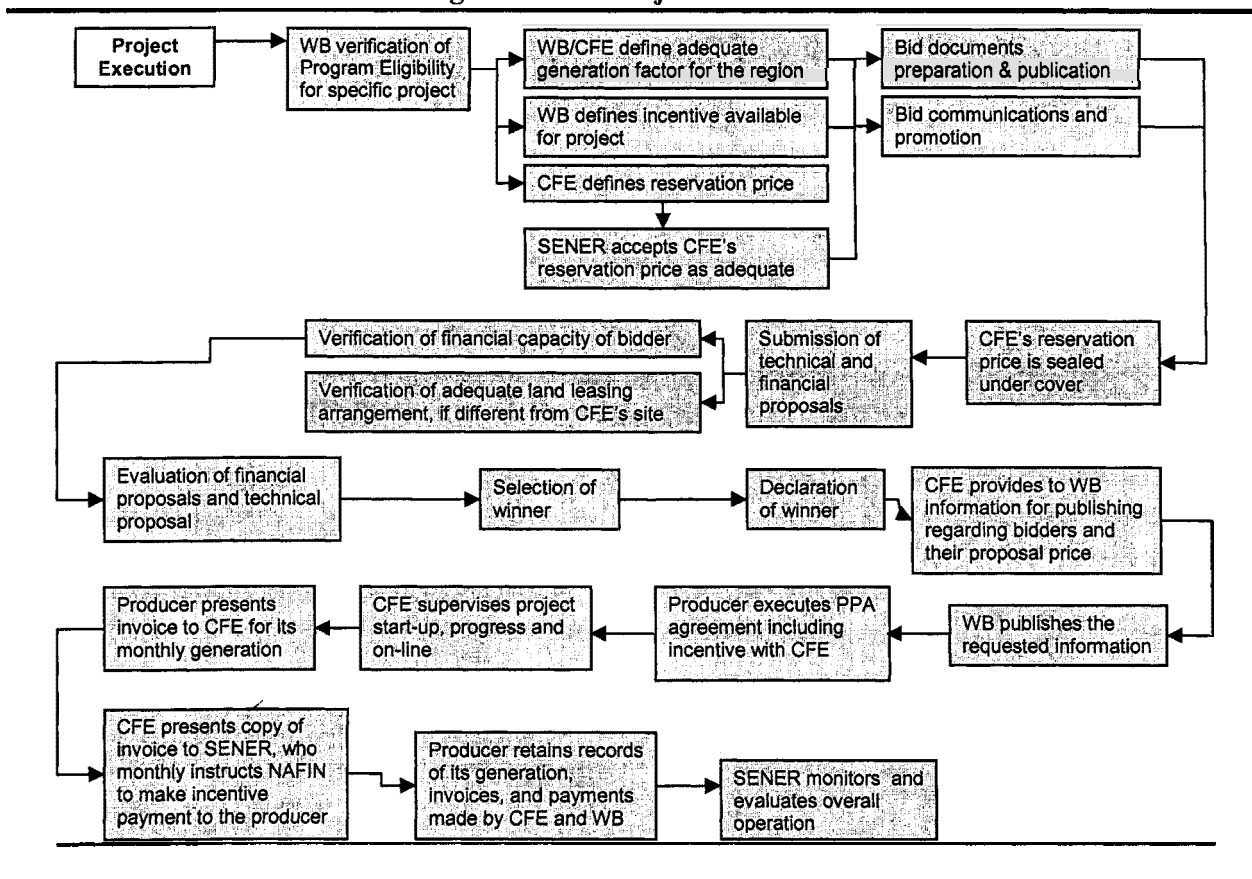 Project
Execution
WB verification of
Program Eligibility
for specific project
WB/CFE define adequate
generation factor for the region
WB defines incentive available
for project
CFE defines reservation price
SENER accepts CFE's
reservation price as adequate
Bid documents
preparation & publication
Bid communications and
promotion
CFE's reservation
price is sealed
under cover
Submission of
technical and
financial
proposals
Verification of financial capacity of bidder
Verification of adequate land leasing
arrangement, if different from CFE's site
Evaluation of financial
proposals and technical
proposal
Selection of
winner
Declaration
of winner
CFE provides to WB
information for publishing
regarding bidders and
their proposal price
WB publishes the
requested information
Producer executes PPA
agreement including
incentive with CFE
CFE supervises project
start-up, progress and
on-line
Producer presents
invoice to CFE for its
monthly generation
CFE presents copy of
invoice to SENER, who
monthly instructs NAFIN
to make incentive
payment to the producer
Producer retains records
of its generation,
invoices, and payments
made by CFE and WB
SENER monitors and
evaluates overall
operation